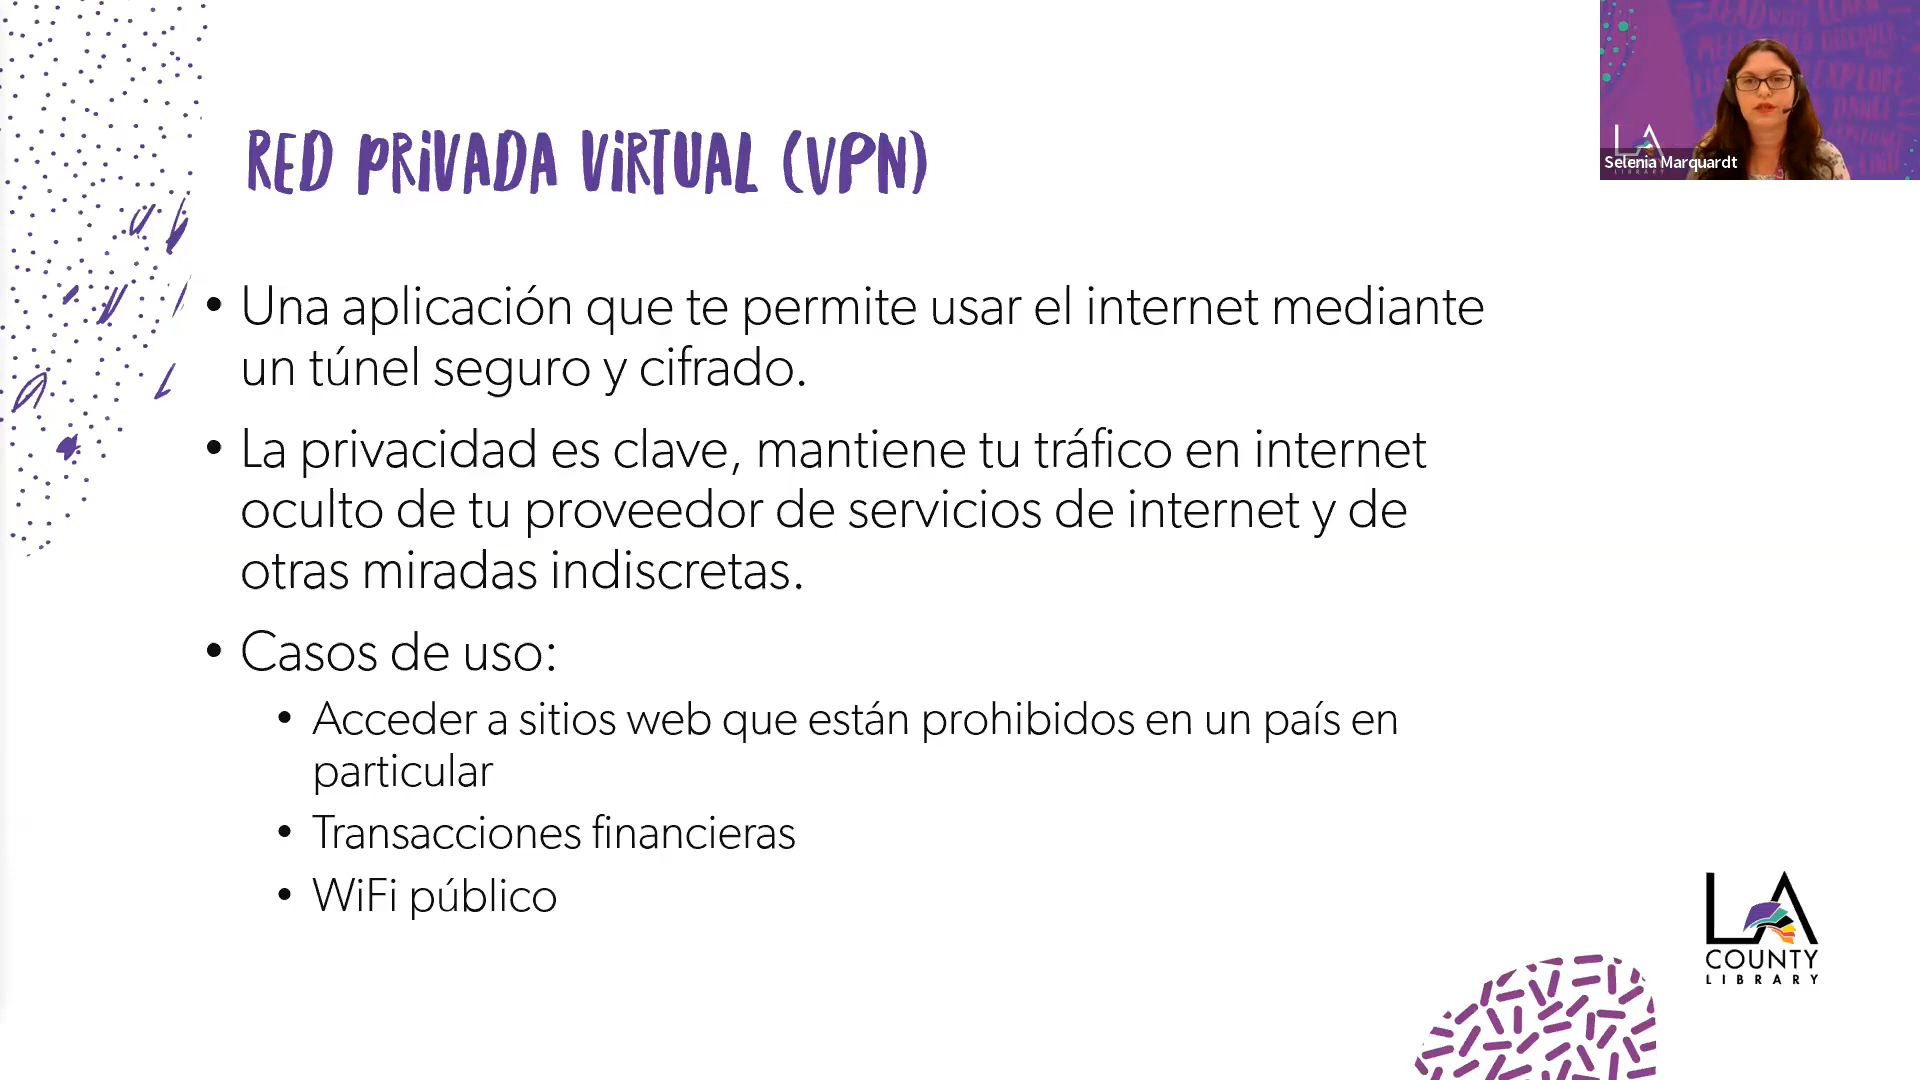 RED PRIVADA VIRTUAL (VPN)
• Una aplicación que te permite usar el internet mediante
un túnel seguro y cifrado.
• La privacidad es clave, mantiene tu tráfico en internet
oculto de tu proveedor de servicios de internet y de
otras miradas indiscretas.
• Casos de uso:
• Acceder a sitios web que están prohibidos en un país en
particular
• Transacciones financieras
• WiFi público
LA
Selenia Marquardt
LIBRARY
LA
COUNTY
LIBRARY